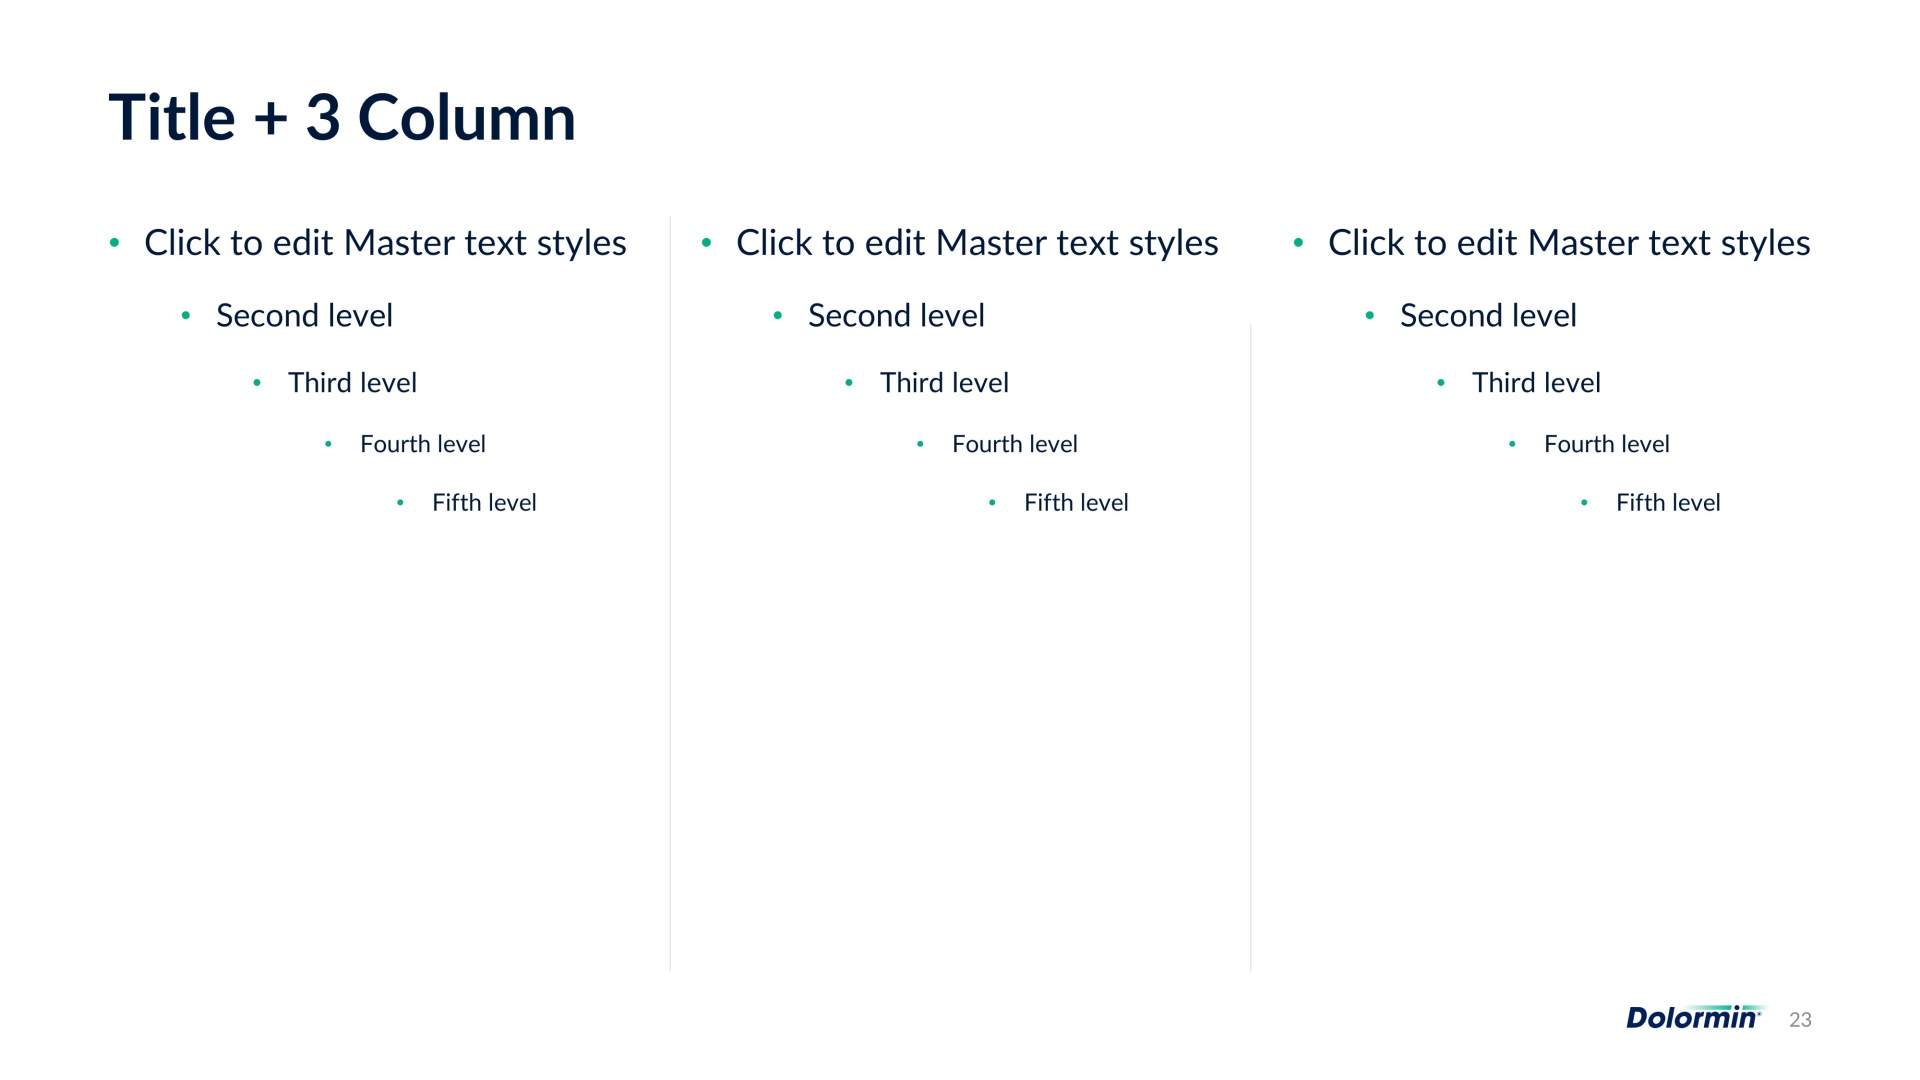 Title + 3 Column
• Click to edit Master text styles
• Second level
• Third level
• Fourth level
• Fifth level
• Click to edit Master text styles
• Second level
• Third level
• Fourth level
• Fifth level
• Click to edit Master text styles
• Second level
• Third level
• Fourth level
• Fifth level
Dolormin®
23